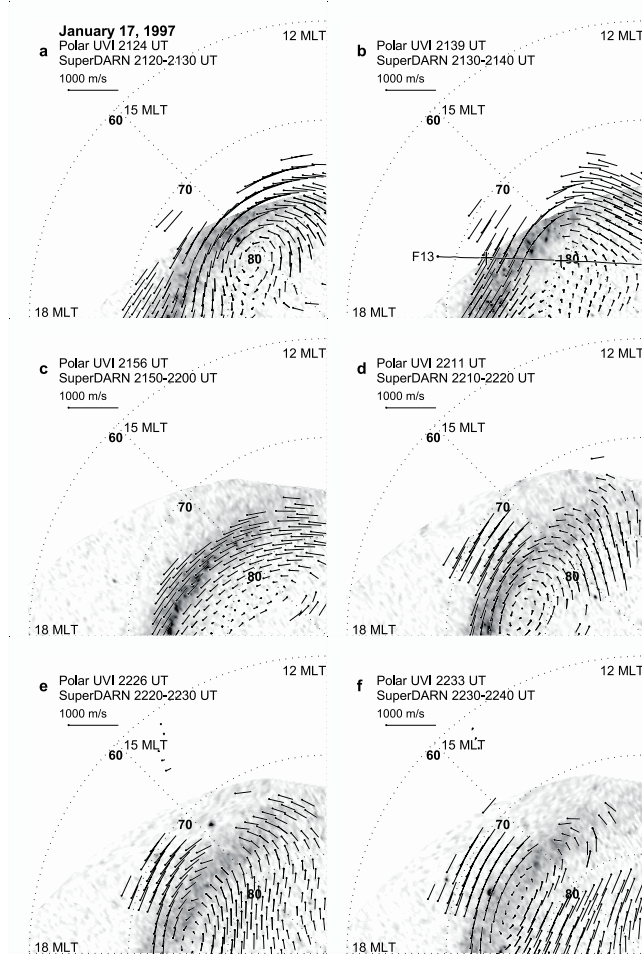 January 17, 1997
a Polar UVI 2124 UT
SuperDARN 2120-2130 UT
1000 m/s
12 MLT
15 MLT
60
70
80
18 MLT
b Polar UVI 2139 UT
SuperDARN 2130-2140 UT
1000 m/s
12 MLT
15 MLT
60
70
F13
80
18 MLT
c Polar UVI 2156 UT
SuperDARN 2150-2200 UT
1000 m/s
12 MLT
15 MLT
60
70
80
18 MLT
d Polar UVI 2211 UT
SuperDARN 2210-2220 UT
1000 m/s
12 MLT
15 MLT
60
70
80
18 MLT
e Polar UVI 2226 UT
SuperDARN 2220-2230 UT
1000 m/s
12 MLT
15 MLT
60
70
80
18 MLT
f Polar UVI 2233 UT
SuperDARN 2230-2240 UT
1000 m/s
12 MLT
15 MLT
60
70
80
18 MLT